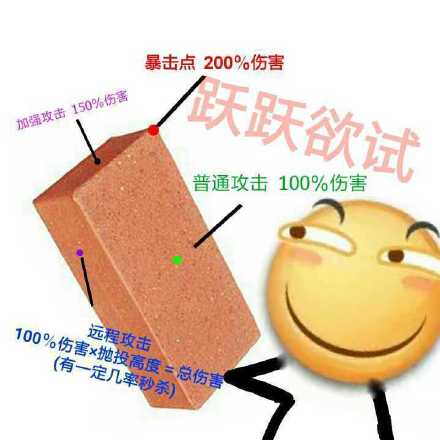 暴击点 200%伤害
加强攻击 150%伤害
跃跃欲试
普通攻击 100%伤害
远程攻击
100%伤害×抛投高度=总伤害
(有一定几率秒杀)